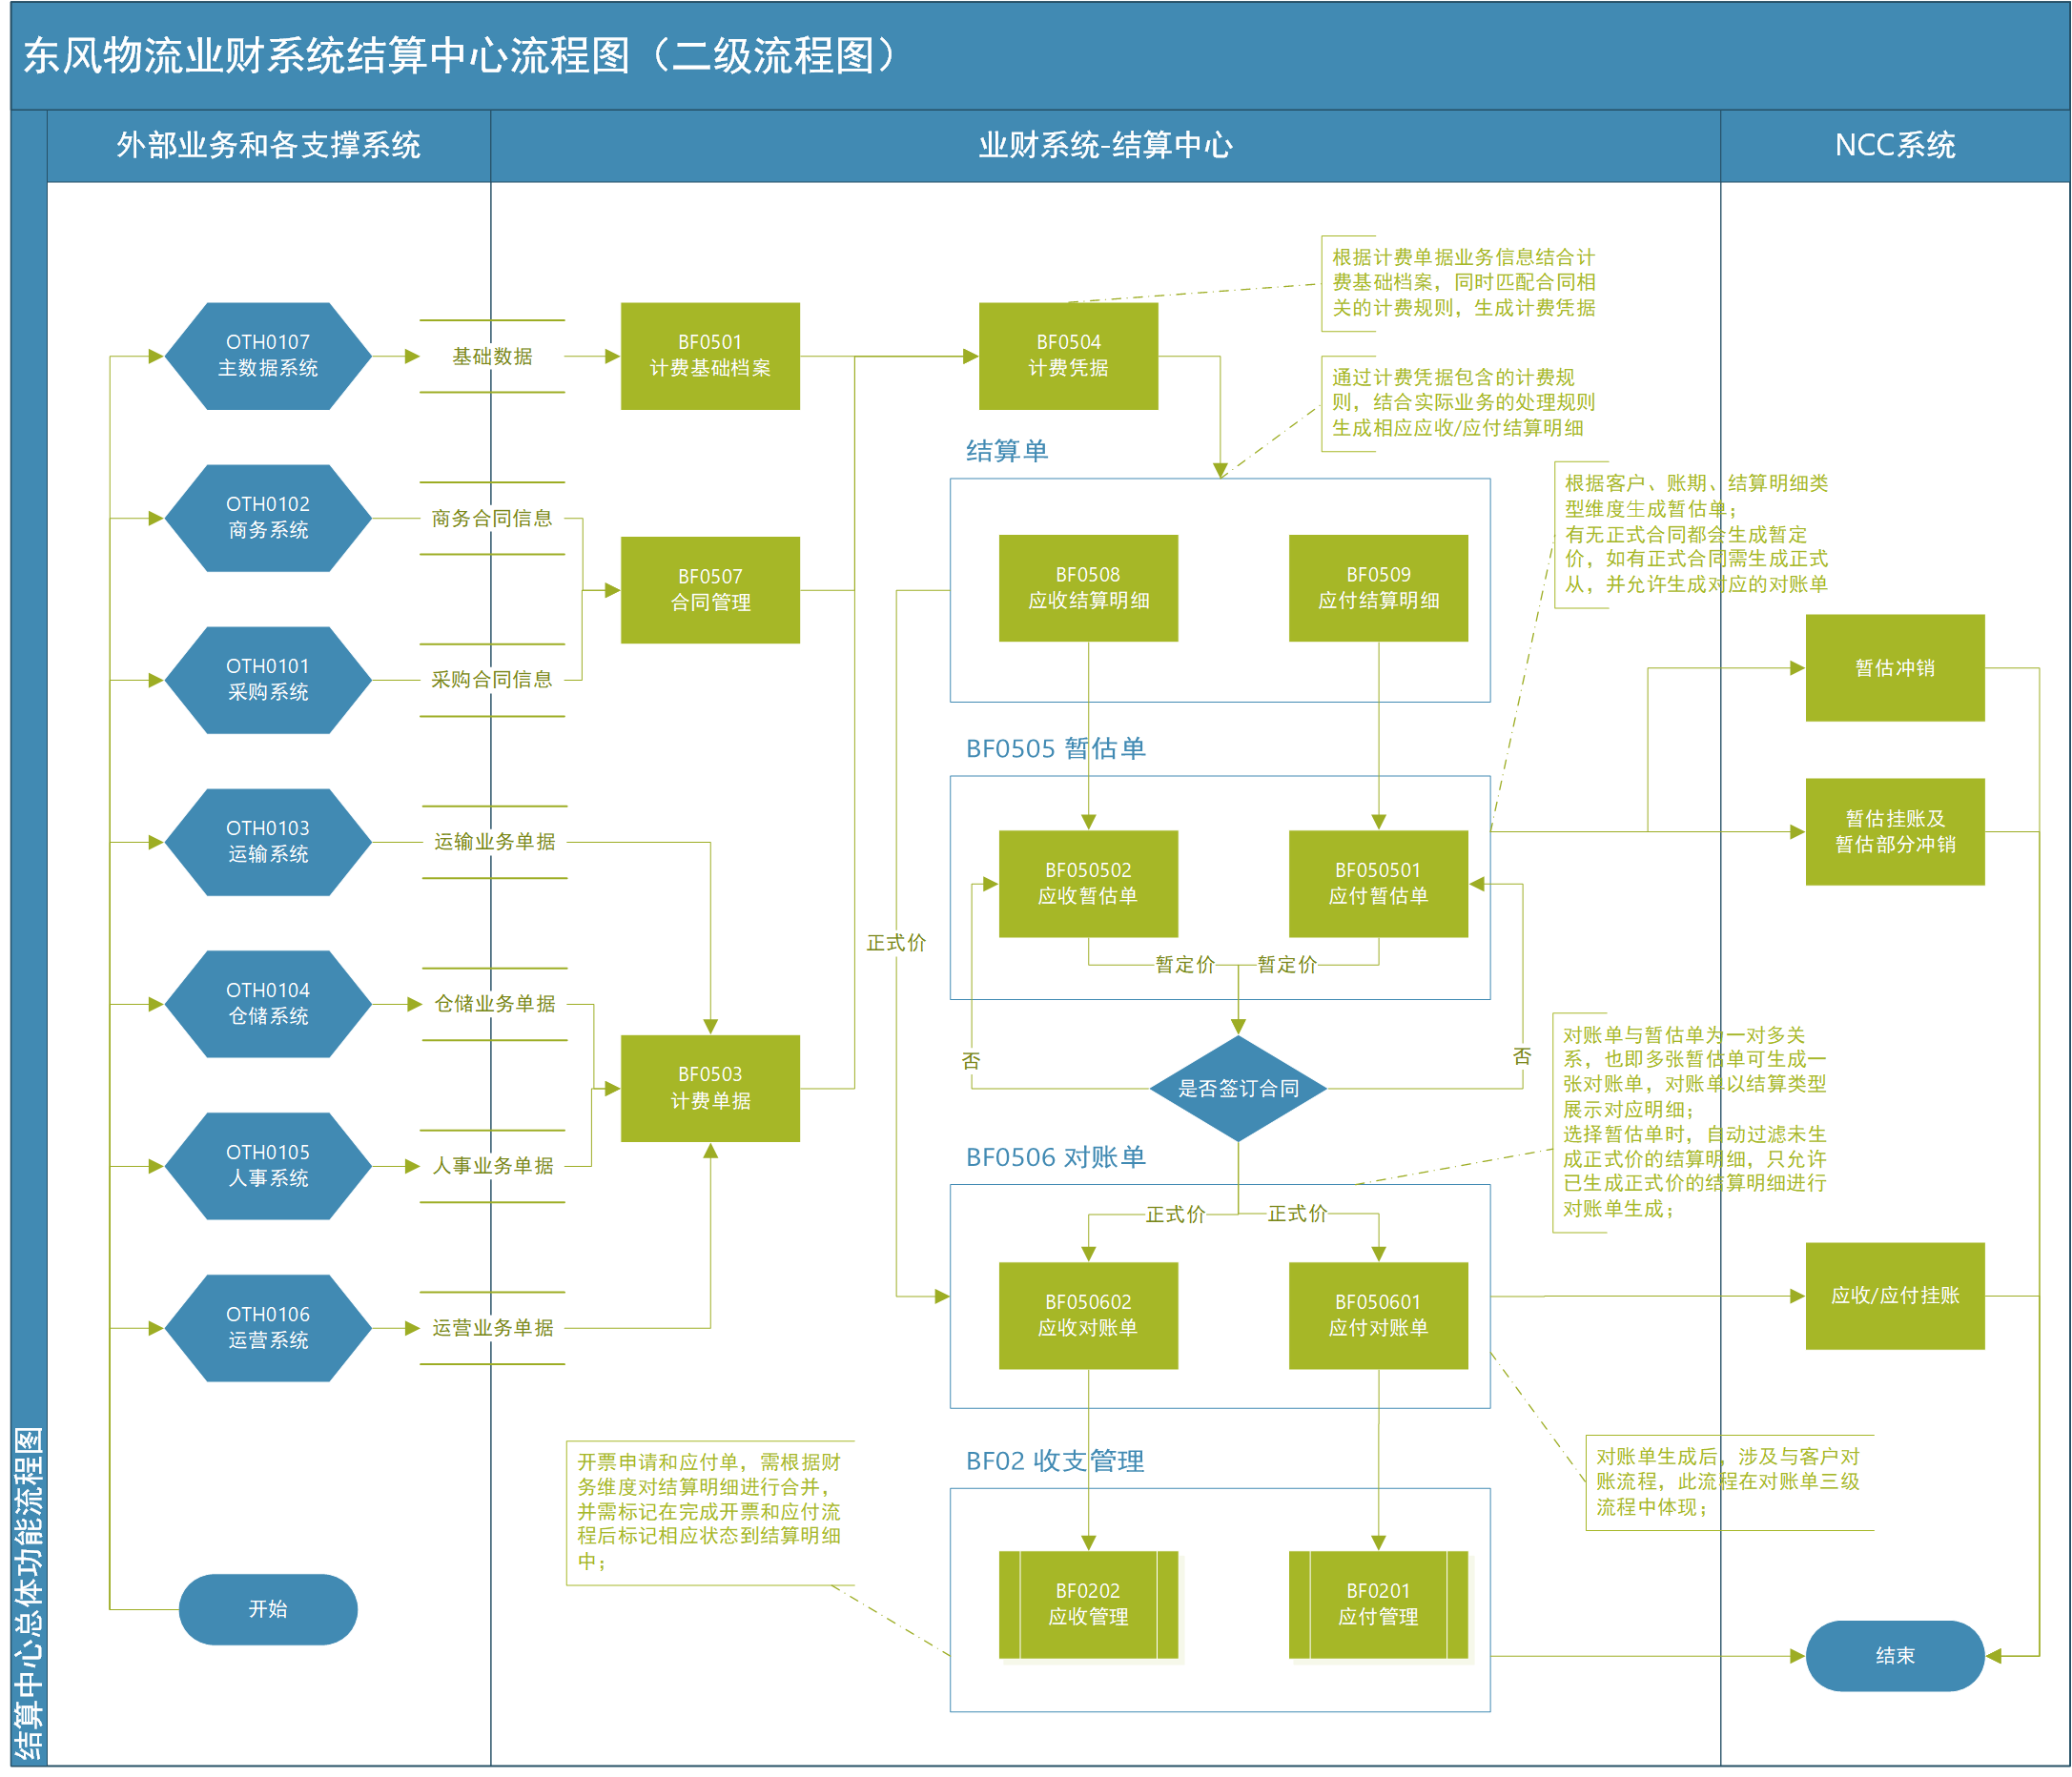 东风物流业财系统结算中心流程图（二级流程图）
外部业务和各支撑系统
业财系统-结算中心
NCC系统
结算中心总体功能流程图
OTH0107
主数据系统
基础数据
BF0501
计费基础档案
BF0504
计费凭据
根据计费单据业务信息结合计
费基础档案，同时匹配合同相
关的计费规则，生成计费凭据
通过计费凭据包含的计费规
则，结合实际业务的处理规则
生成相应应收/应付结算明细
结算单
OTH0102
商务系统
商务合同信息
BF0507
合同管理
BF0508
应收结算明细
BF0509
应付结算明细
根据客户、账期、结算明细类
型维度生成暂估单；
有无正式合同都会生成暂定
价，如有正式合同需生成正式
从，并允许生成对应的对账单
OTH0101
采购系统
采购合同信息
暂估冲销
BF0505 暂估单
OTH0103
运输系统
运输业务单据
BF050502
应收暂估单
BF050501
应付暂估单
暂估挂账及
暂估部分冲销
正式价
暂定价
暂定价
OTH0104
仓储系统
仓储业务单据
BF0503
计费单据
否
是否签订合同
否
对账单与暂估单为一对多关
系，也即多张暂估单可生成一
张对账单，对账单以结算类型
展示对应明细；
选择暂估单时，自动过滤未生
成正式价的结算明细，只允许
已生成正式价的结算明细进行
对账单生成；
OTH0105
人事系统
人事业务单据
BF0506 对账单
正式价
正式价
OTH0106
运营系统
运营业务单据
BF050602
应收对账单
BF050601
应付对账单
应收/应付挂账
开票申请和应付单，需根据财
务维度对结算明细进行合并，
并需标记在完成开票和应付流
程后标记相应状态到结算明细
中；
BF02 收支管理
对账单生成后，涉及与客户对
账流程，此流程在对账单三级
流程中体现；
开始
BF0202
应收管理
BF0201
应付管理
结束